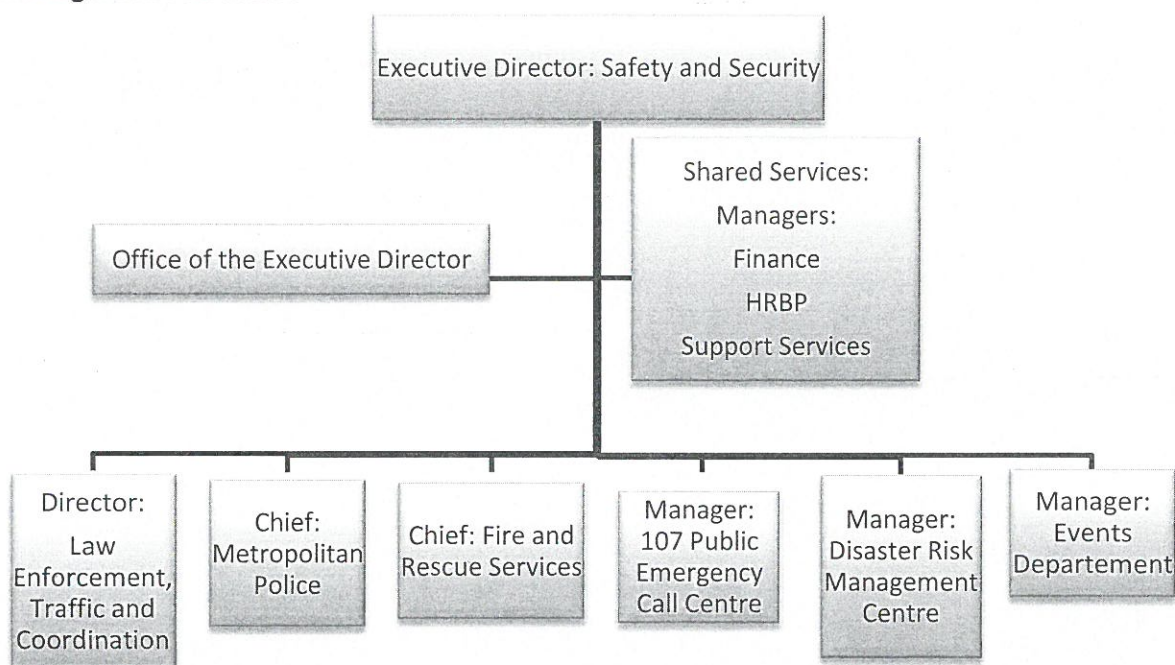 Executive Director: Safety and Security
Shared Services:
Managers:
Finance
HRBP
Support Services
Office of the Executive Director
Director:
Law
Enforcement,
Traffic and
Coordination
Chief:
Metropolitan
Police
Chief: Fire and
Rescue Services
Manager:
107 Public
Emergency
Call Centre
Manager:
Disaster Risk
Management
Centre
Manager:
Events
Departement